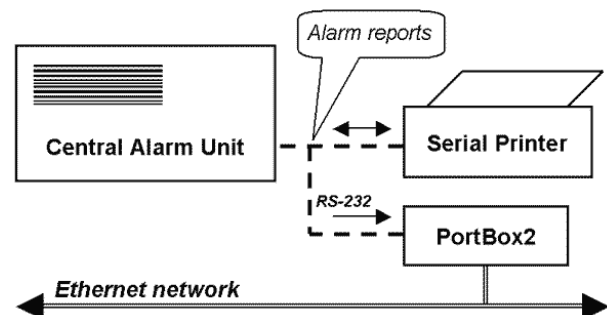 Alarm reports
Central Alarm Unit
Serial Printer
RS-232
PortBox2
Ethernet network